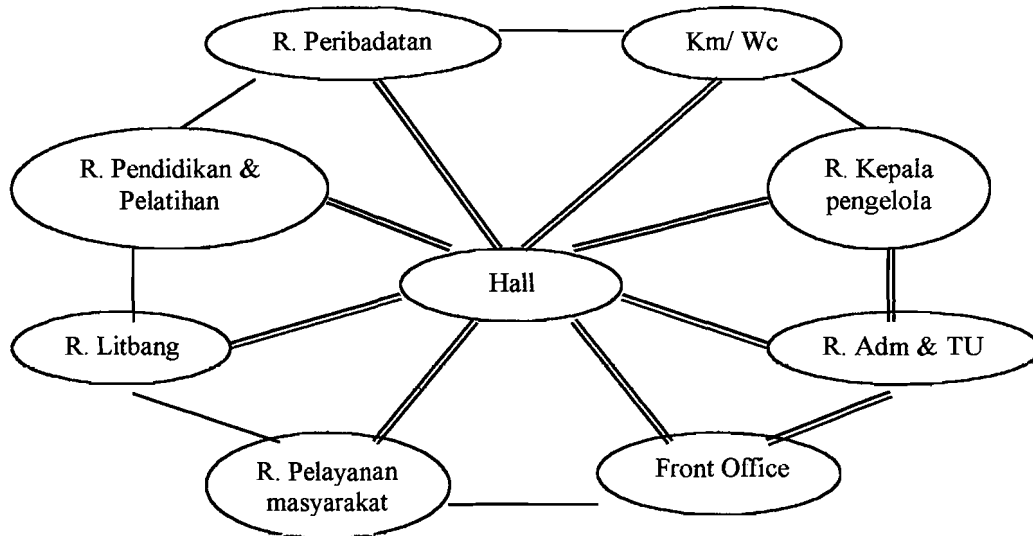 R. Peribadatan
Km/ Wc
R. Pendidikan &
Pelatihan
R. Kepala
pengelola
Hall
R. Litbang
R. Adm & TU
R. Pelayanan
masyarakat
Front Office